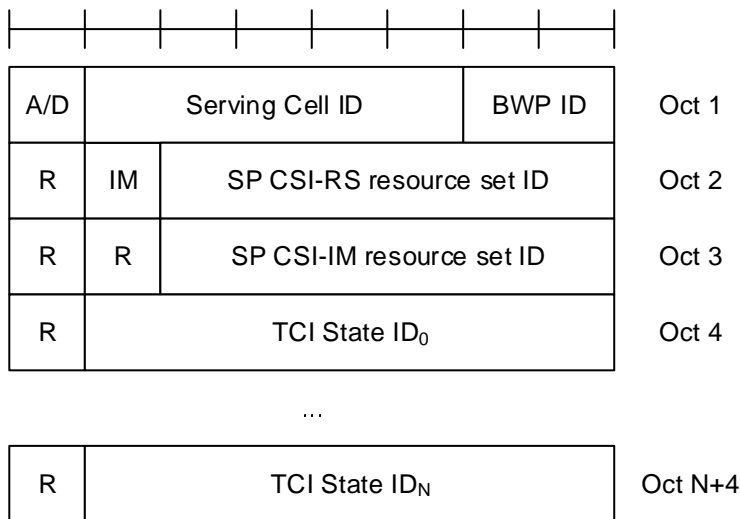 A/D Serving Cell ID BWP ID Oct 1
R IM SP CSI-RS resource set ID Oct 2
R R SP CSI-IM resource set ID Oct 3
R TCI State ID₀ Oct 4
...
R TCI State ID_N Oct N+4